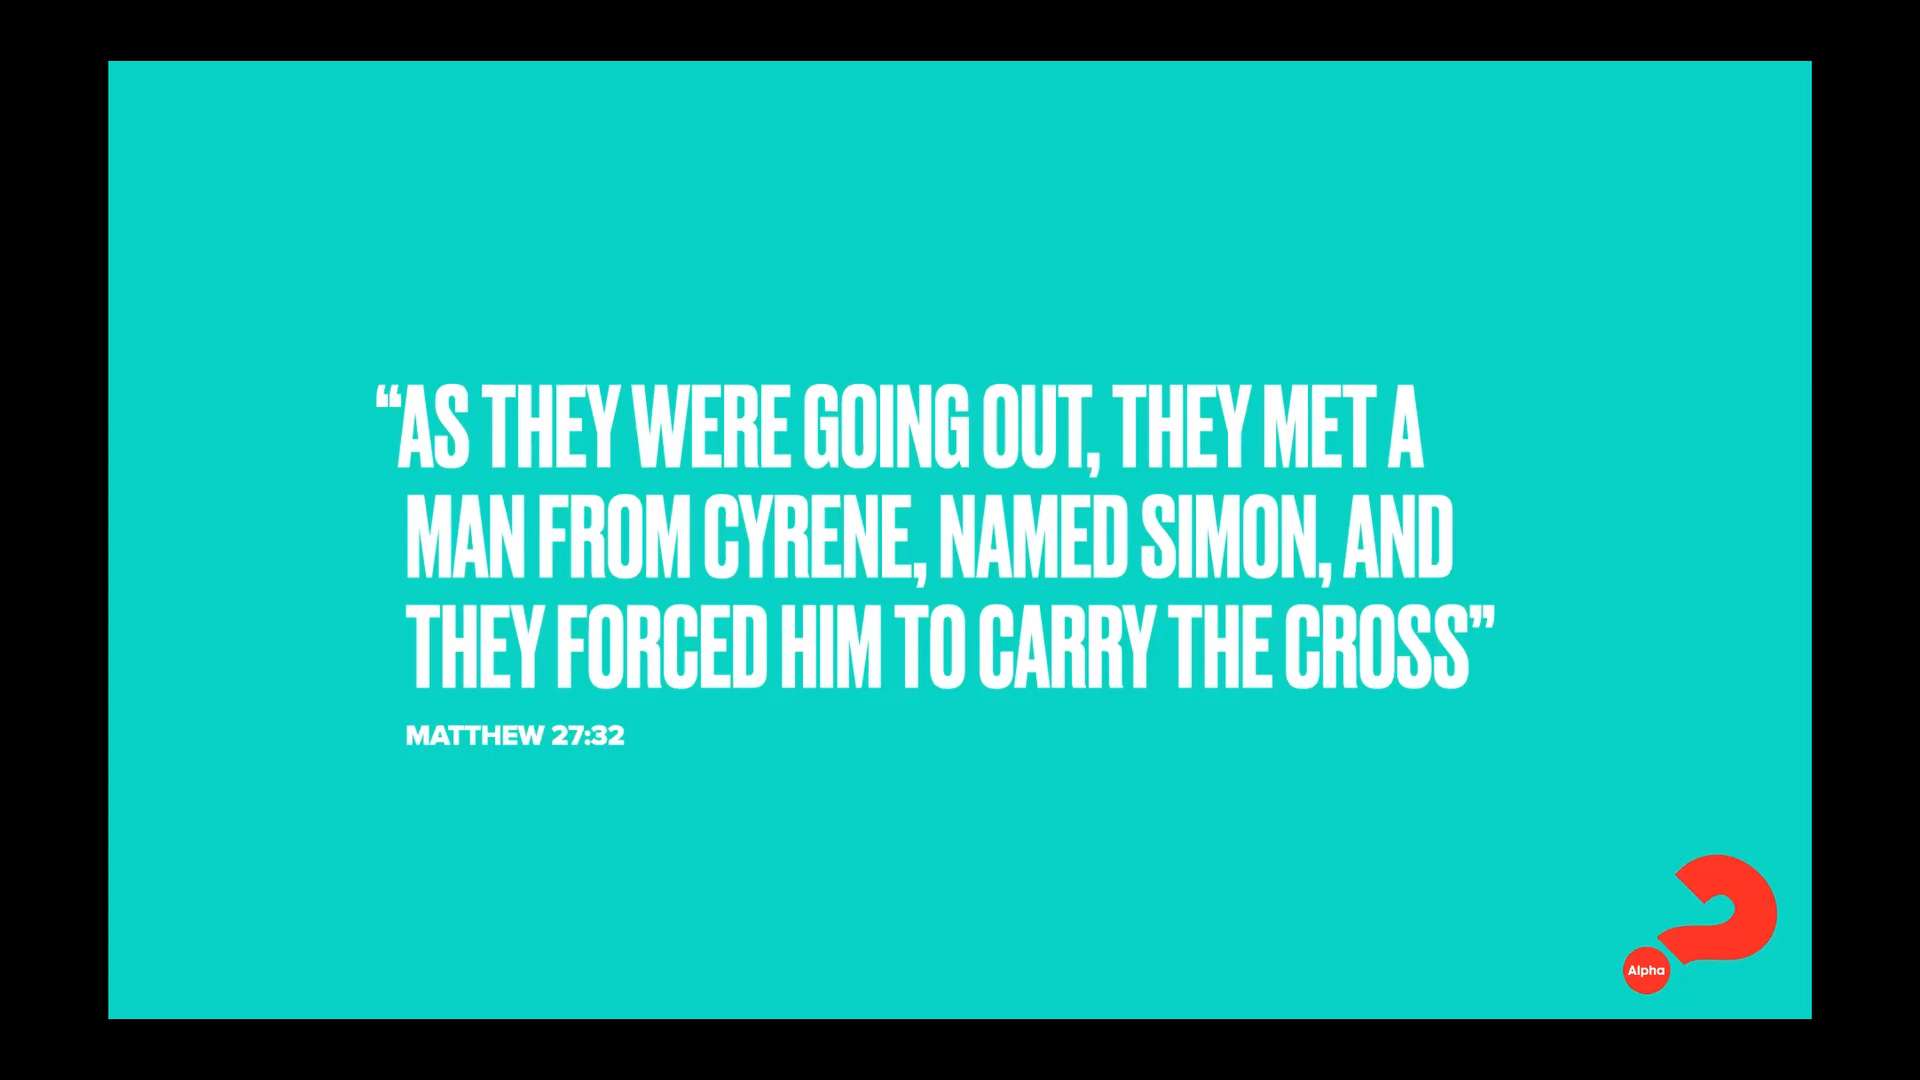 “AS THEY WERE GOING OUT, THEY MET A
MAN FROM CYRENE, NAMED SIMON, AND
THEY FORCED HIM TO CARRY THE CROSS”
MATTHEW 27:32
Alpha